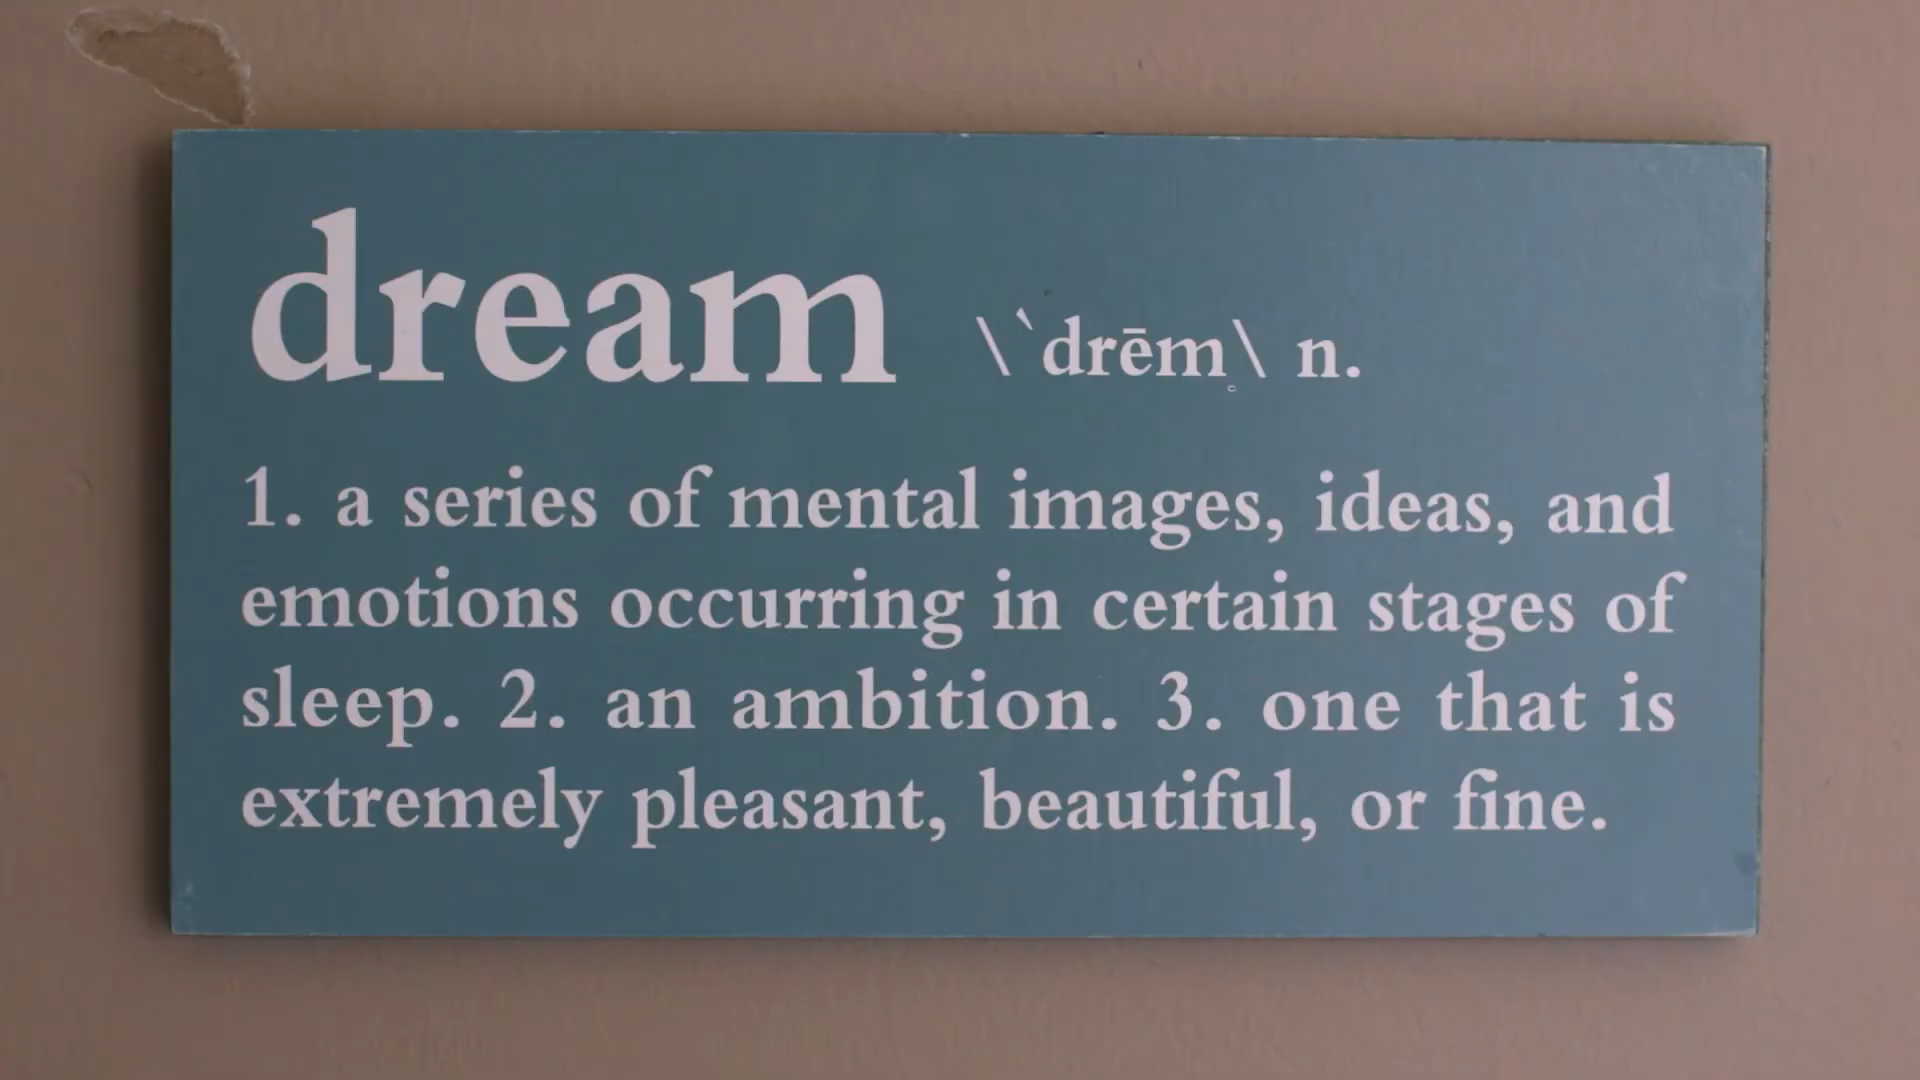 dream \`drēm\ n.
1. a series of mental images, ideas, and
emotions occurring in certain stages of
sleep. 2. an ambition. 3. one that is
extremely pleasant, beautiful, or fine.